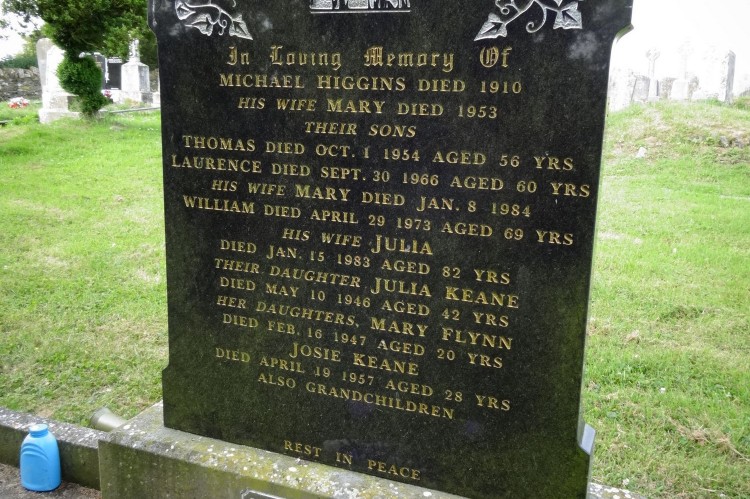 In Loving Memory Of
MICHAEL HIGGINS DIED 1910
HIS WIFE MARY DIED 1953
THEIR SONS
THOMAS DIED OCT. 1 1954 AGED 56 YRS
LAURENCE DIED SEPT. 30 1966 AGED 60 YRS
HIS WIFE MARY DIED JAN. 8 1984
WILLIAM DIED APRIL 29 1973 AGED 69 YRS
HIS WIFE JULIA
DIED JAN. 15 1983 AGED 82 YRS
THEIR DAUGHTER JULIA KEANE
DIED MAY 10 1946 AGED 42 YRS
HER DAUGHTERS, MARY FLYNN
DIED FEB. 16 1947 AGED 20 YRS
JOSIE KEANE
DIED APRIL 19 1957 AGED 28 YRS
ALSO GRANDCHILDREN
REST IN PEACE